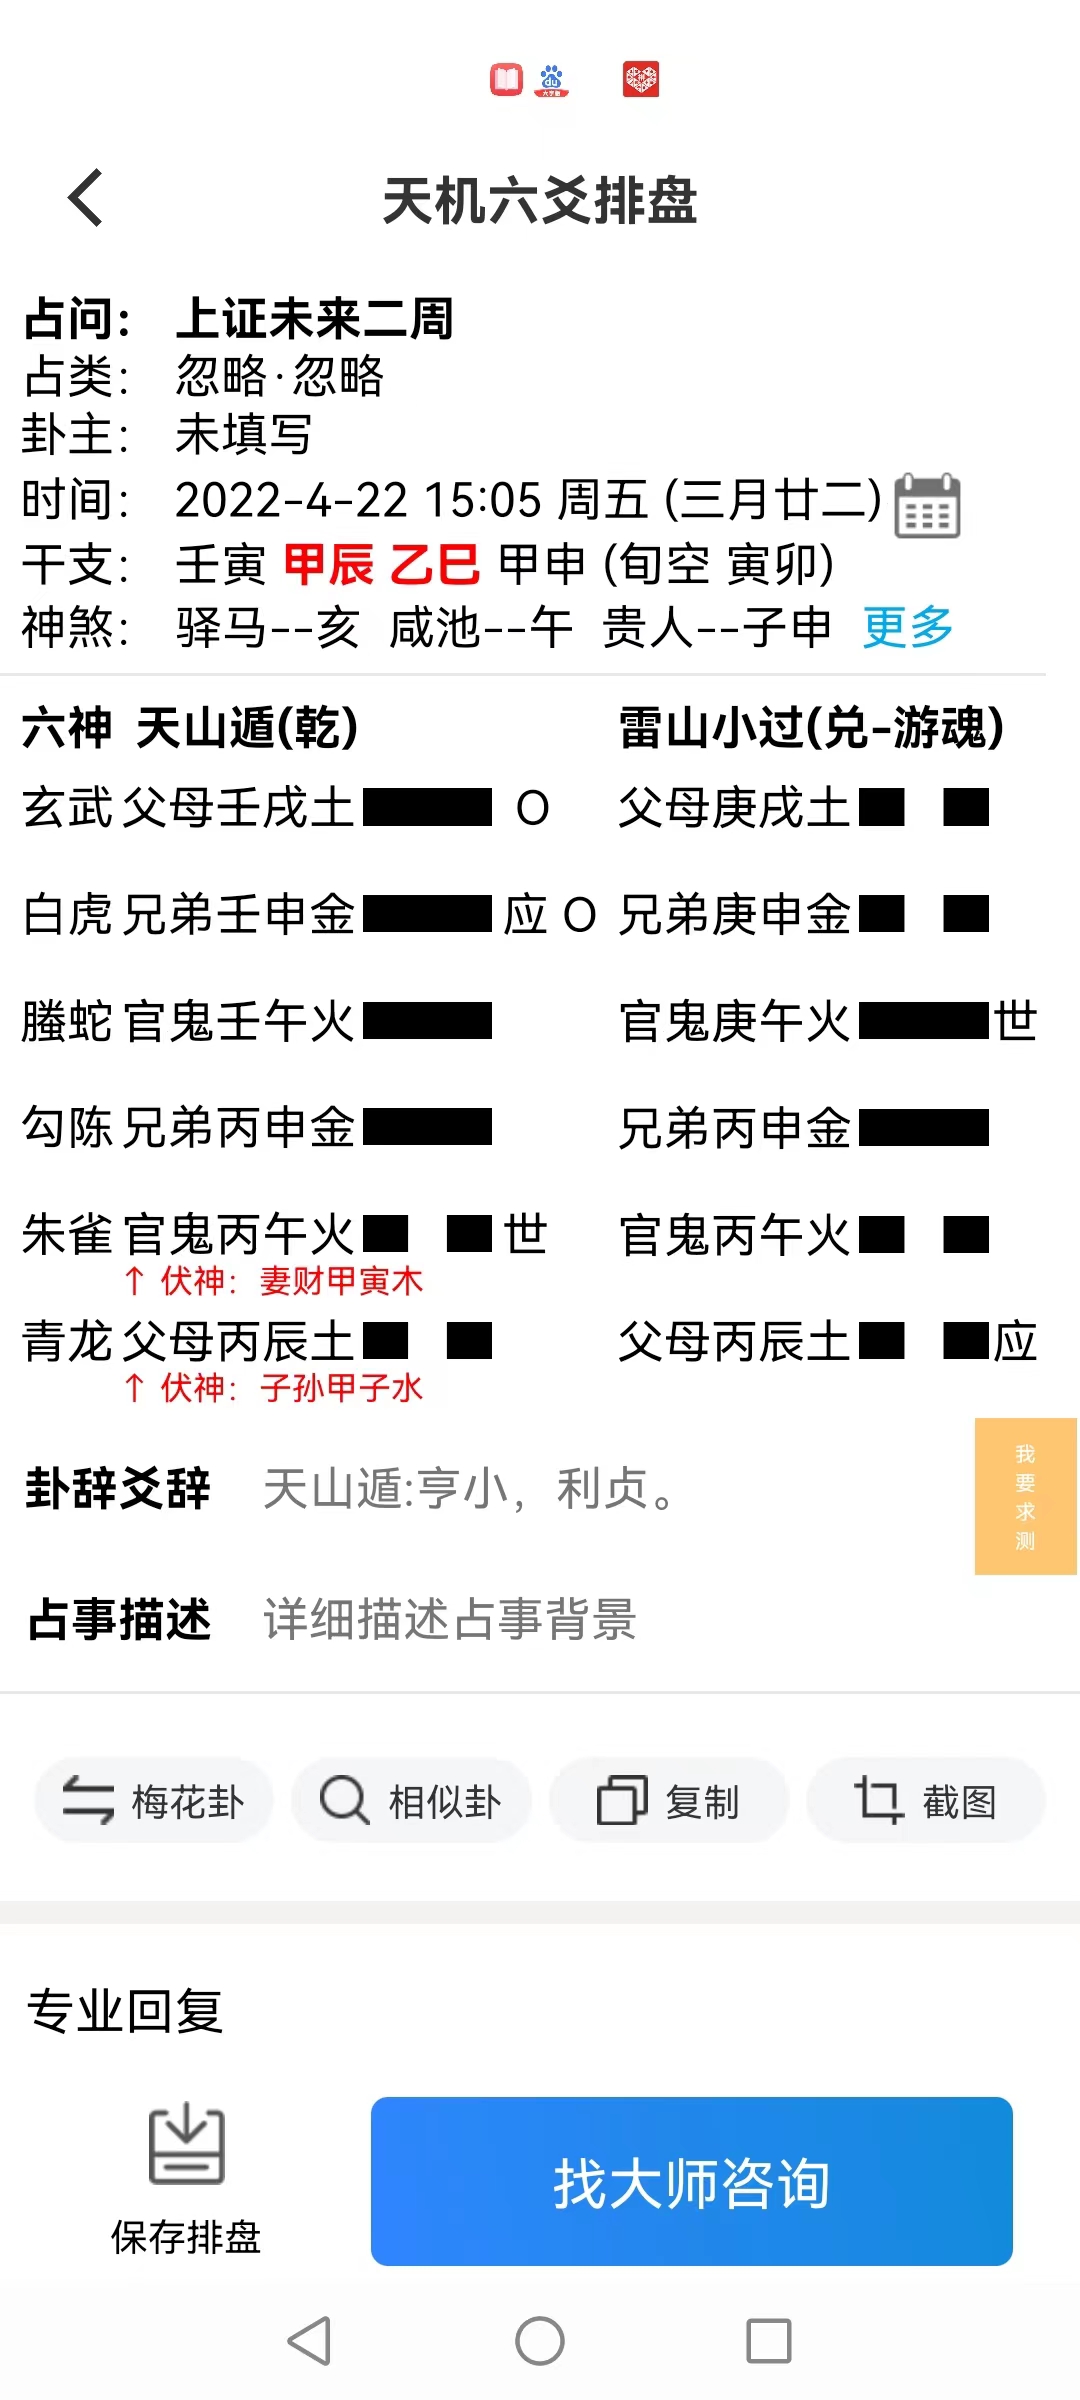 天机六爻排盘
占问： 上证未来二周
占类： 忽略·忽略
卦主： 未填写
时间： 2022-4-22 15:05 周五 (三月廿二)
干支： 壬寅 甲辰 乙巳 甲申 (旬空 寅卯)
神煞： 驿马--亥 咸池--午 贵人--子申 更多
六神 天山遁(乾) 雷山小过(兑-游魂)
玄武 父母壬戌土 O 父母庚戌土
白虎 兄弟壬申金 应 O 兄弟庚申金
螣蛇 官鬼壬午火 官鬼庚午火 世
勾陈 兄弟丙申金 兄弟丙申金
朱雀 官鬼丙午火 世 官鬼丙午火
↑ 伏神：妻财甲寅木
青龙 父母丙辰土 父母丙辰土 应
↑ 伏神：子孙甲子水
卦辞爻辞 天山遁:亨小，利贞。
我要求测
占事描述 详细描述占事背景
梅花卦 相似卦 复制 截图
专业回复
保存排盘 找大师咨询